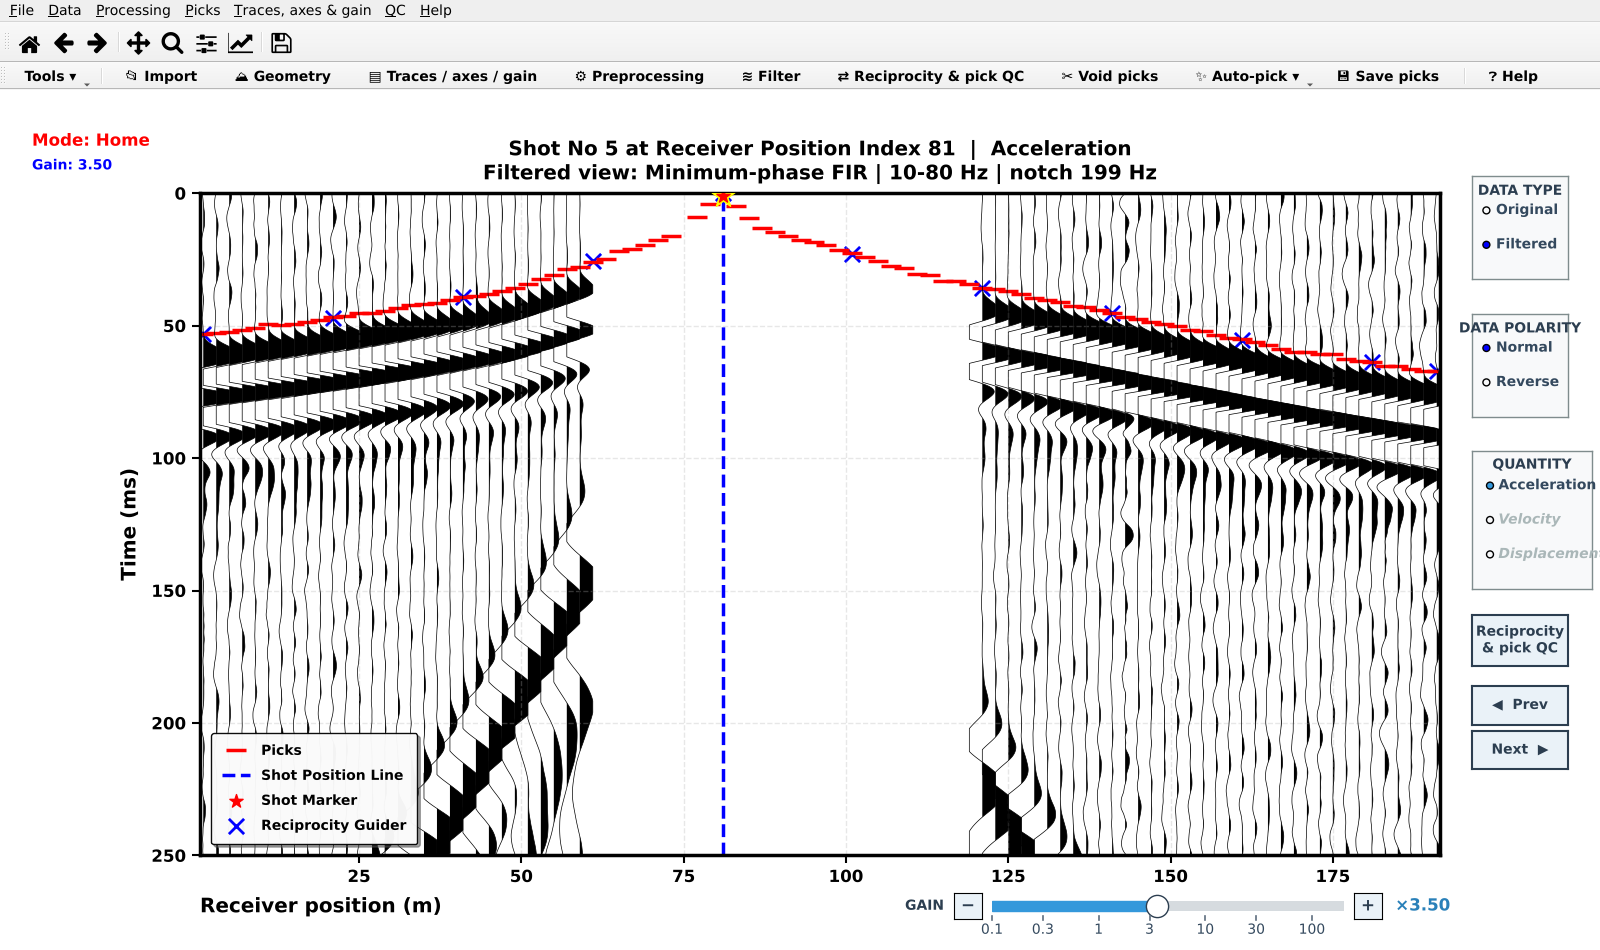 File Data Processing Picks Traces, axes & gain QC Help
Tools ▾ Import Geometry Traces / axes / gain Preprocessing Filter Reciprocity & pick QC Void picks Auto-pick ▾ Save picks ? Help
Mode: Home
Gain: 3.50
Shot No 5 at Receiver Position Index 81 | Acceleration
Filtered view: Minimum-phase FIR | 10-80 Hz | notch 199 Hz
0
50
100
150
200
250
Time (ms)
Picks
Shot Position Line
Shot Marker
Reciprocity Guider
25 50 75 100 125 150 175
Receiver position (m)
DATA TYPE
Original
Filtered
DATA POLARITY
Normal
Reverse
QUANTITY
Acceleration
Velocity
Displacemen
Reciprocity
& pick QC
◀ Prev
Next ▶
GAIN − + ×3.50
0.1 0.3 1 3 10 30 100